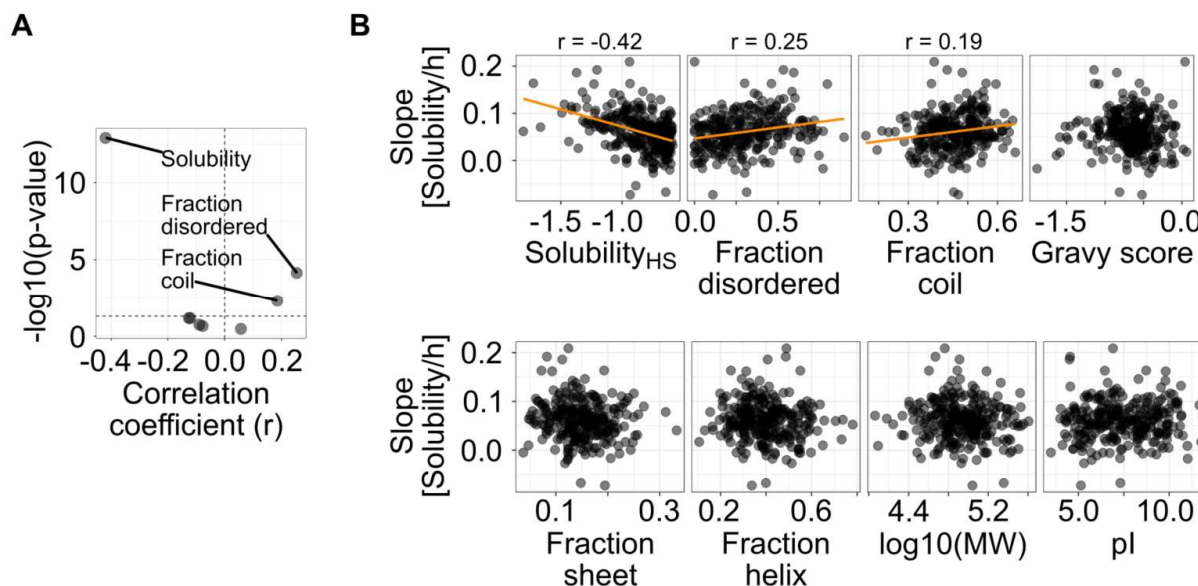 A
-log10(p-value)
10
5
0
Solubility
Fraction
disordered
Fraction
coil
-0.4 -0.2 0.0 0.2
Correlation
coefficient (r)
B
r = -0.42
r = 0.25
r = 0.19
Slope
[Solubility/h]
0.2
0.1
0.0
-1.5 -1.0
Solubility_HS
0.0 0.5
Fraction
disordered
0.3 0.6
Fraction
coil
-1.5 0.0
Gravy score
Slope
[Solubility/h]
0.2
0.1
0.0
0.1 0.3
Fraction
sheet
0.2 0.6
Fraction
helix
4.4 5.2
log10(MW)
5.0 10.0
pI